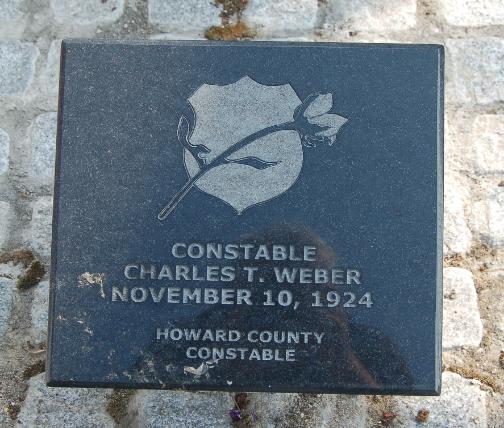 CONSTABLE
CHARLES T. WEBER
NOVEMBER 10, 1924
HOWARD COUNTY
CONSTABLE